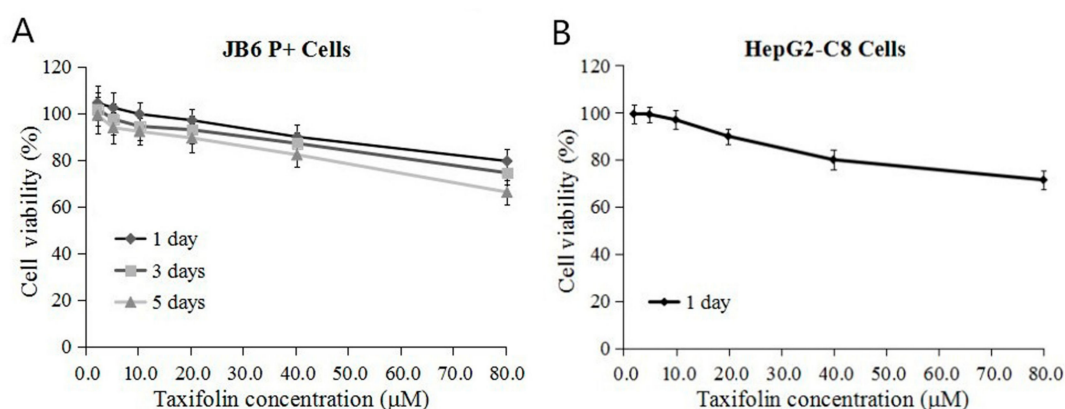 A
JB6 P+ Cells
Cell viability (%)
120
100
80
60
40
20
0
1 day
3 days
5 days
0.0 10.0 20.0 30.0 40.0 50.0 60.0 70.0 80.0
Taxifolin concentration (μM)
B
HepG2-C8 Cells
Cell viability (%)
120
100
80
60
40
20
0
1 day
0.0 10.0 20.0 30.0 40.0 50.0 60.0 70.0 80.0
Taxifolin concentration (μM)